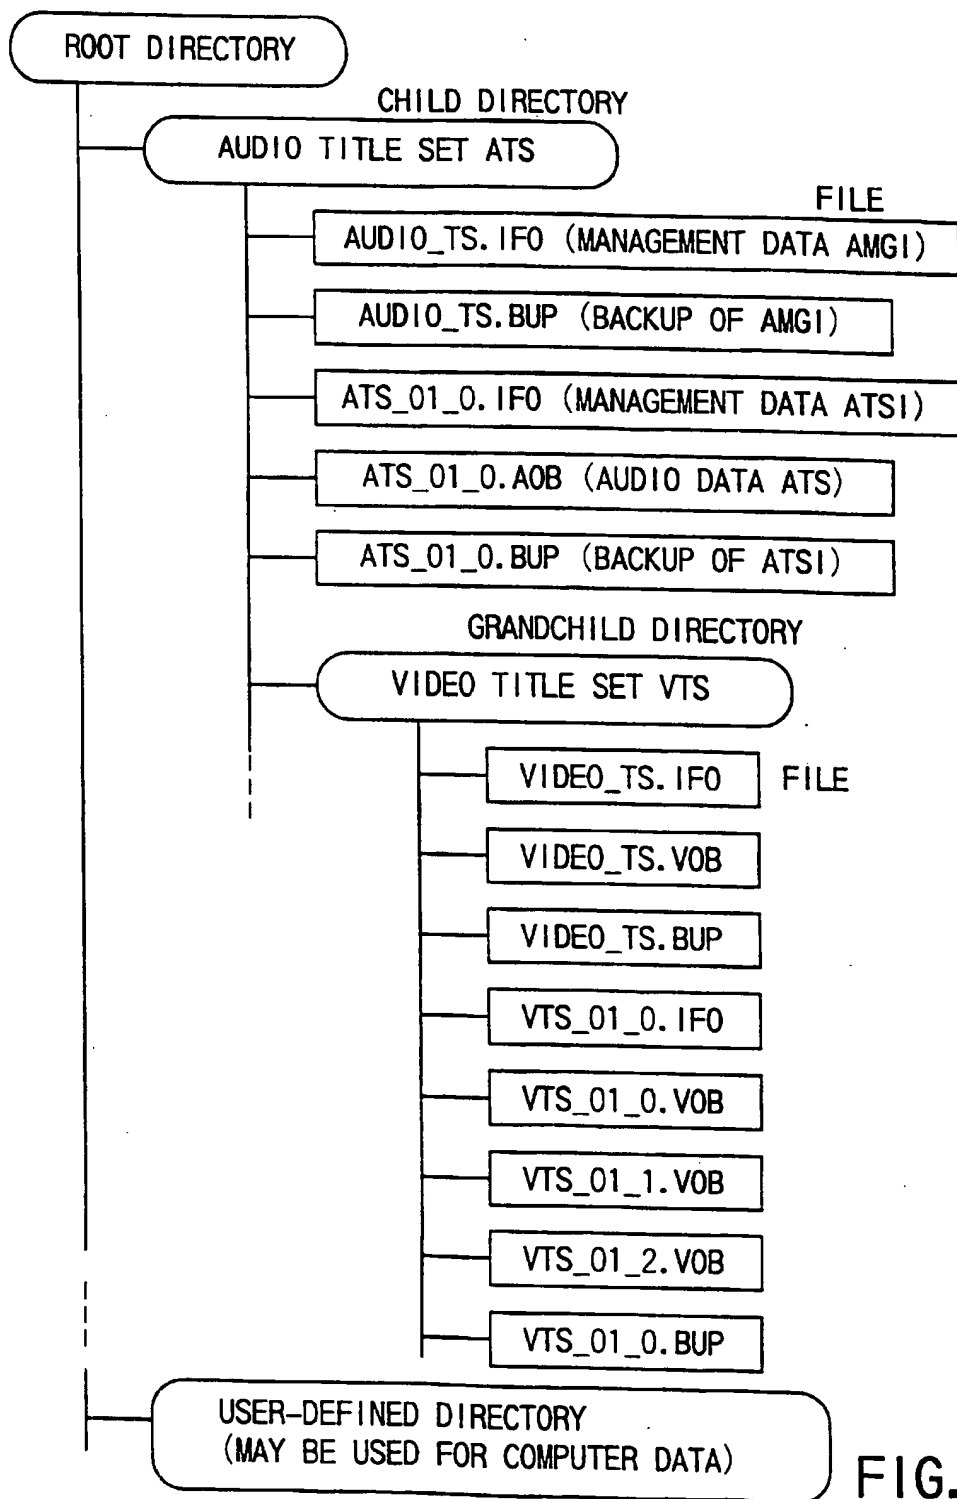 ROOT DIRECTORY
CHILD DIRECTORY
AUDIO TITLE SET ATS
FILE
AUDIO_TS.IFO (MANAGEMENT DATA AMGI)
AUDIO_TS.BUP (BACKUP OF AMGI)
ATS_01_0.IFO (MANAGEMENT DATA ATSI)
ATS_01_0.AOB (AUDIO DATA ATS)
ATS_01_0.BUP (BACKUP OF ATSI)
GRANDCHILD DIRECTORY
VIDEO TITLE SET VTS
VIDEO_TS.IFO FILE
VIDEO_TS.VOB
VIDEO_TS.BUP
VTS_01_0.IFO
VTS_01_0.VOB
VTS_01_1.VOB
VTS_01_2.VOB
VTS_01_0.BUP
USER-DEFINED DIRECTORY
(MAY BE USED FOR COMPUTER DATA)
FIG.